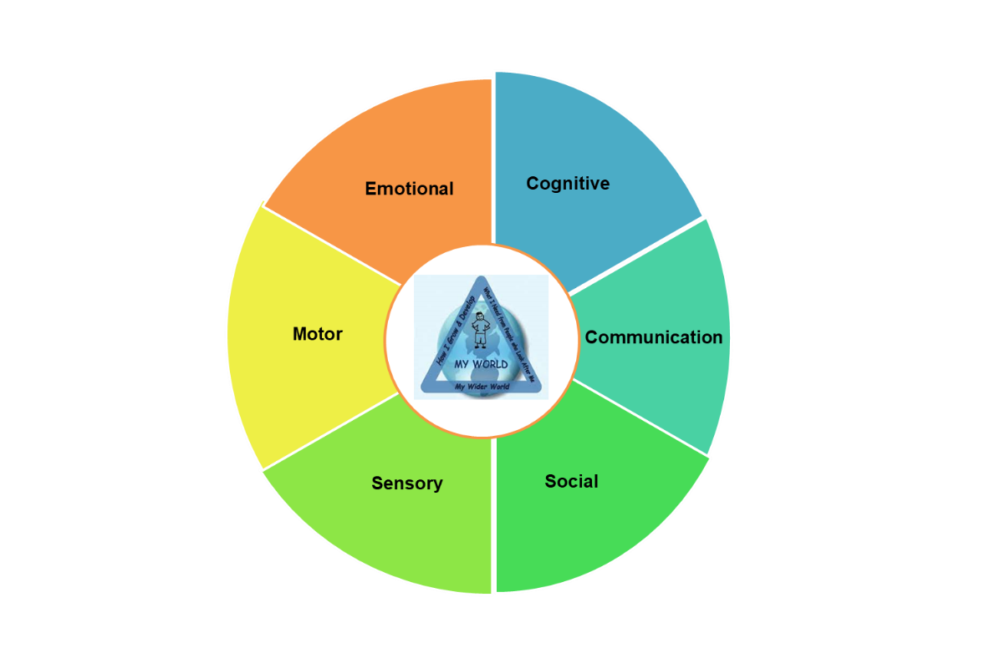 Emotional
Cognitive
Motor
Communication
Sensory
Social
How I Grow & Develop
What I Need from People who Look After Me
MY WORLD
My Wider World